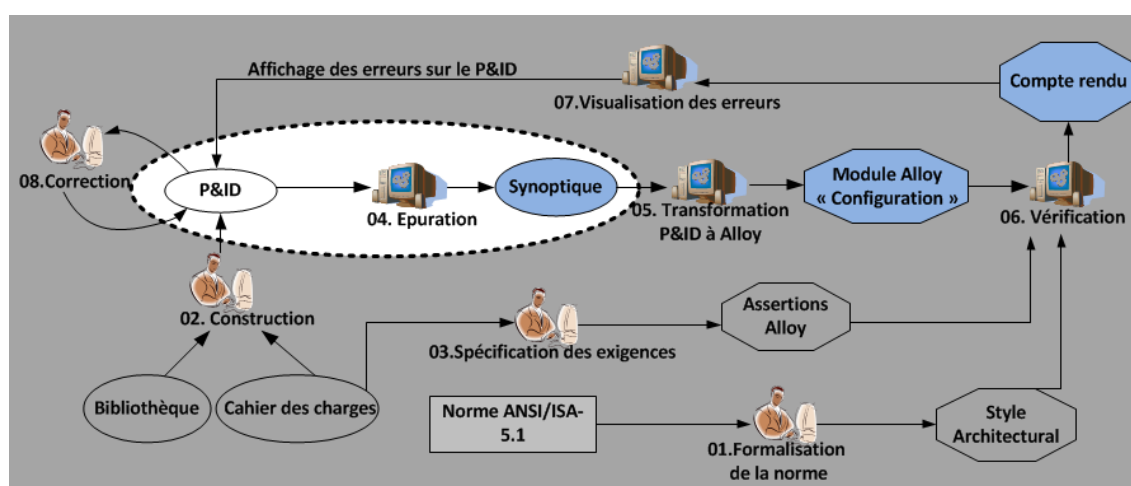 Affichage des erreurs sur le P&ID
07.Visualisation des erreurs
Compte rendu
08.Correction
P&ID
04. Epuration
Synoptique
05. Transformation
P&ID à Alloy
Module Alloy
« Configuration »
06. Vérification
02. Construction
03.Spécification des exigences
Assertions
Alloy
Bibliothèque
Cahier des charges
Norme ANSI/ISA-
5.1
01.Formalisation
de la norme
Style
Architectural